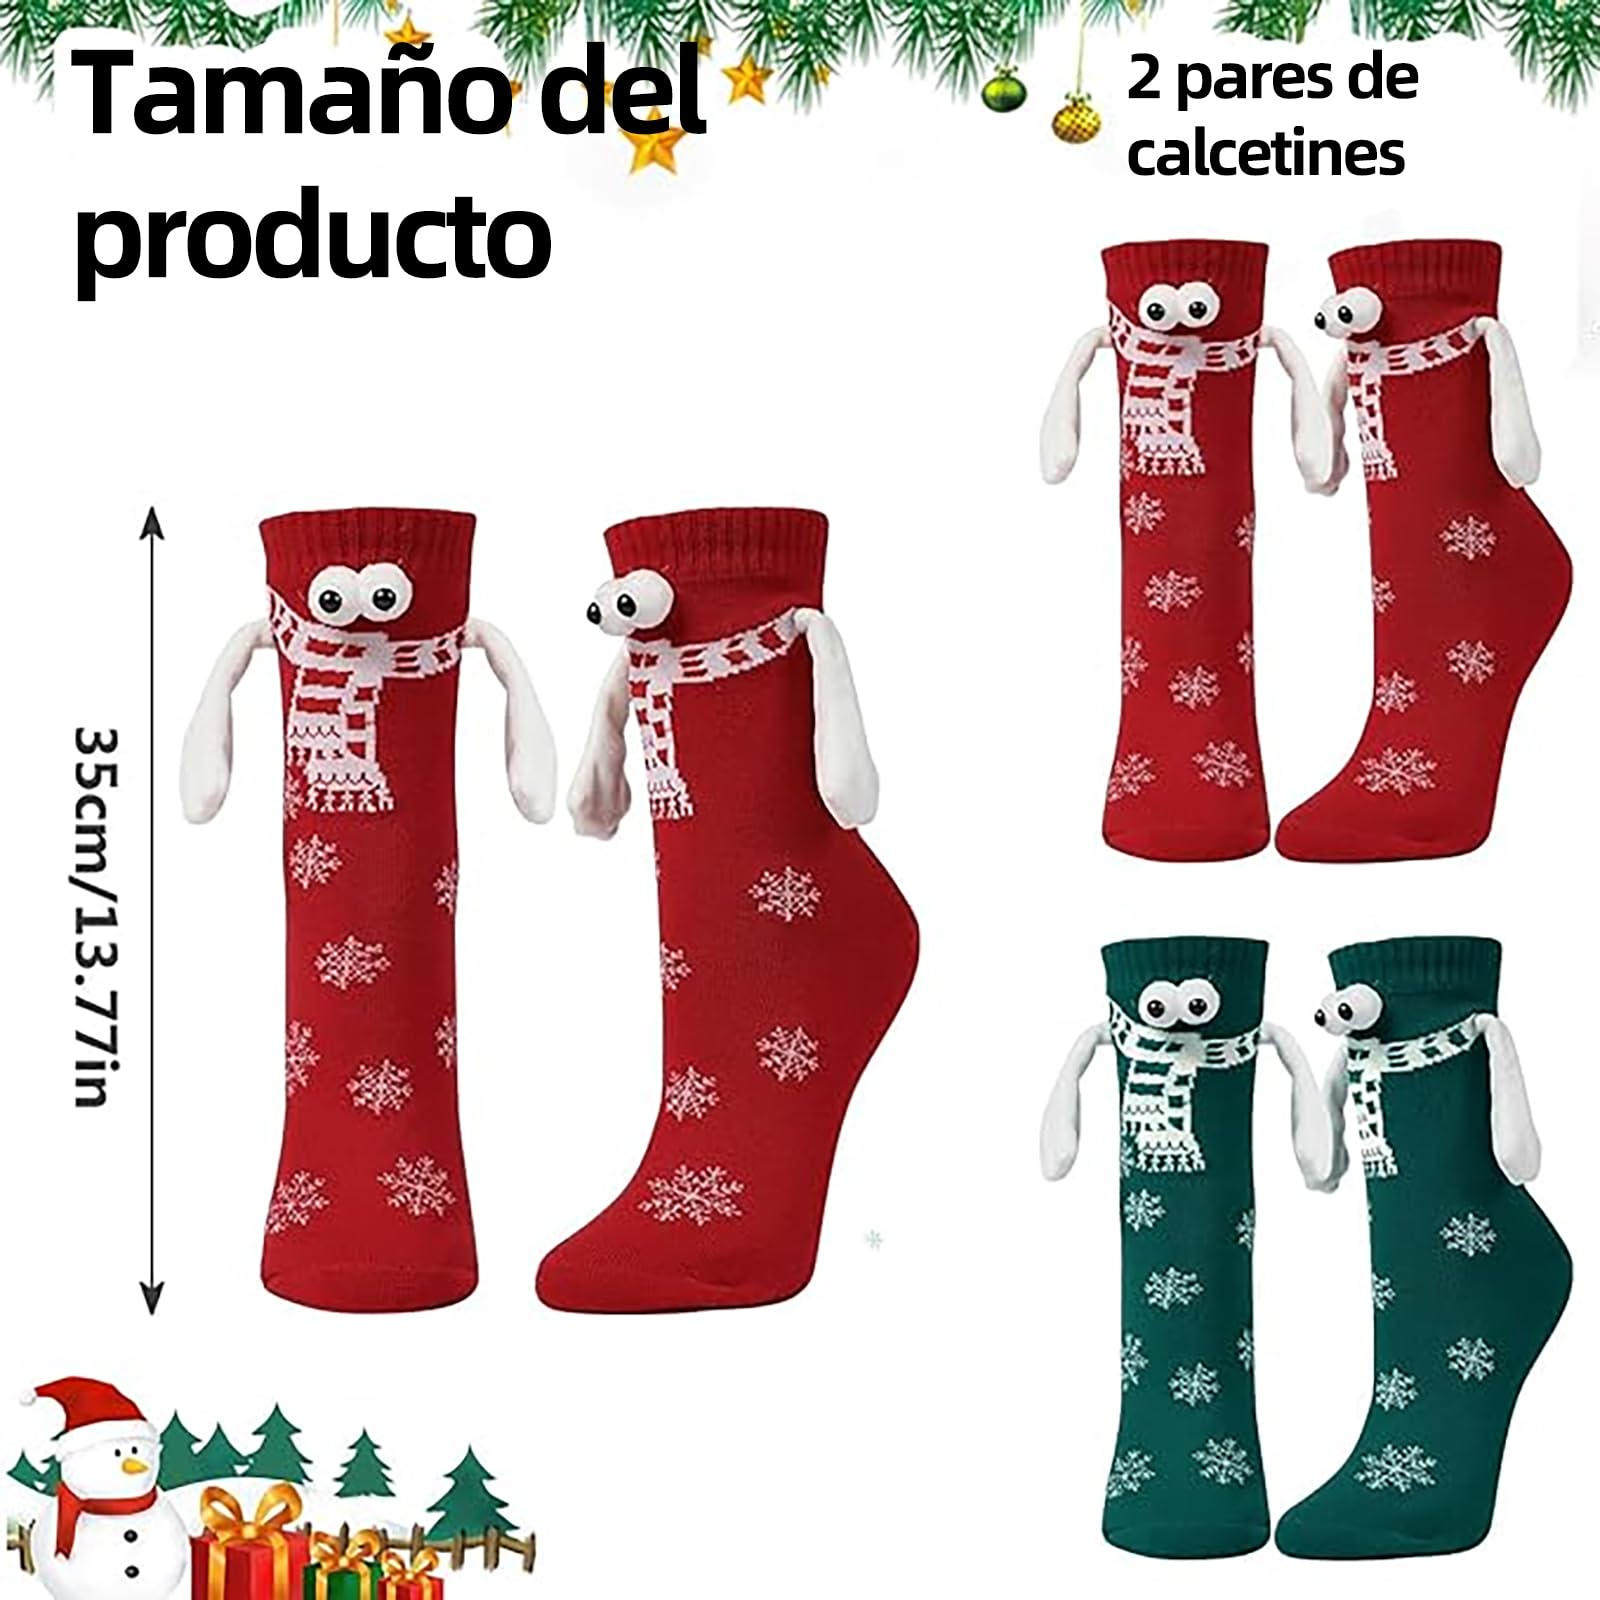 Tamaño del
producto
2 pares de
calcetines
35cm/13.77in